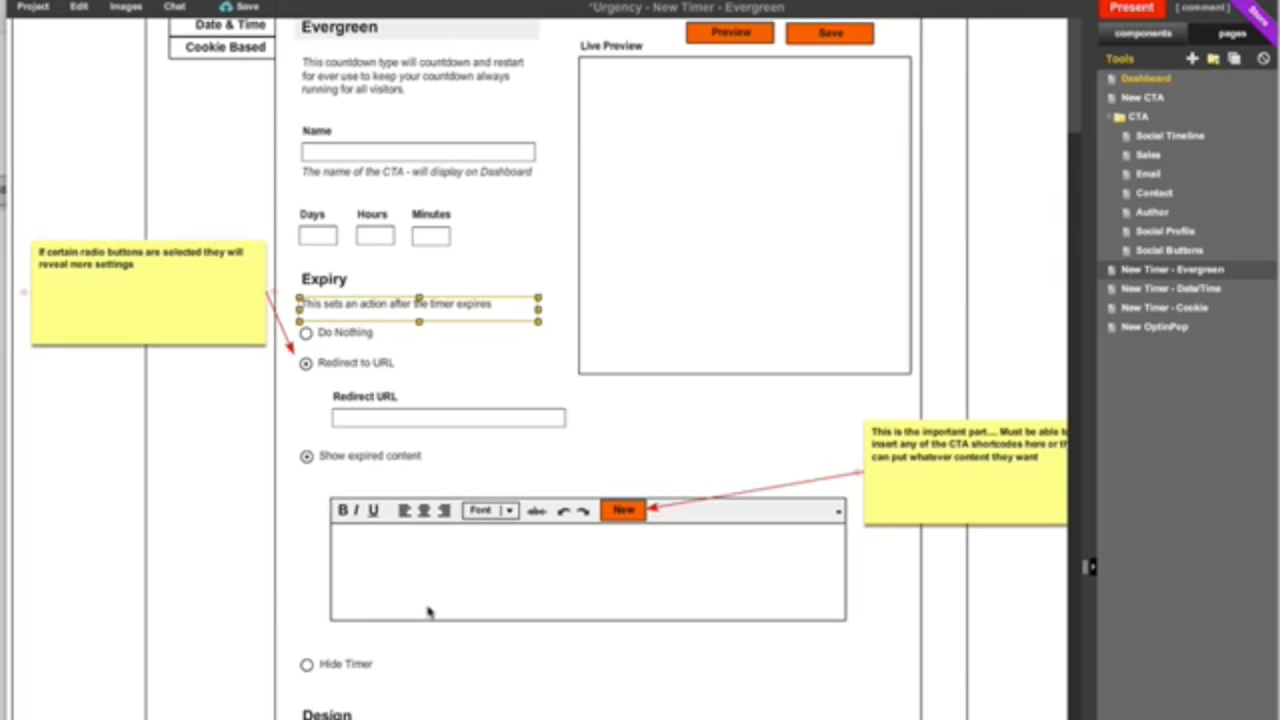 Project Edit Images Chat Save
*Urgency - New Timer - Evergreen
Present [ comment ]
Store
components pages
Date & Time
Cookie Based
Evergreen
This countdown type will countdown and restart
for ever use to keep your countdown always
running for all visitors.
Name
The name of the CTA - will display on Dashboard
Days Hours Minutes
Expiry
This sets an action after the timer expires
Do Nothing
Redirect to URL
Redirect URL
Show expired content
B I U Font abc New
Hide Timer
Design
Preview Save
Live Preview
If certain radio buttons are selected they will
reveal more settings
This is the important part.... Must be able
insert any of the CTA shortcodes here or
can put whatever content they want
Tools
Dashboard
New CTA
CTA
Social Timeline
Sales
Email
Contact
Author
Social Profile
Social Buttons
New Timer - Evergreen
New Timer - Date/Time
New Timer - Cookie
New OptinPop